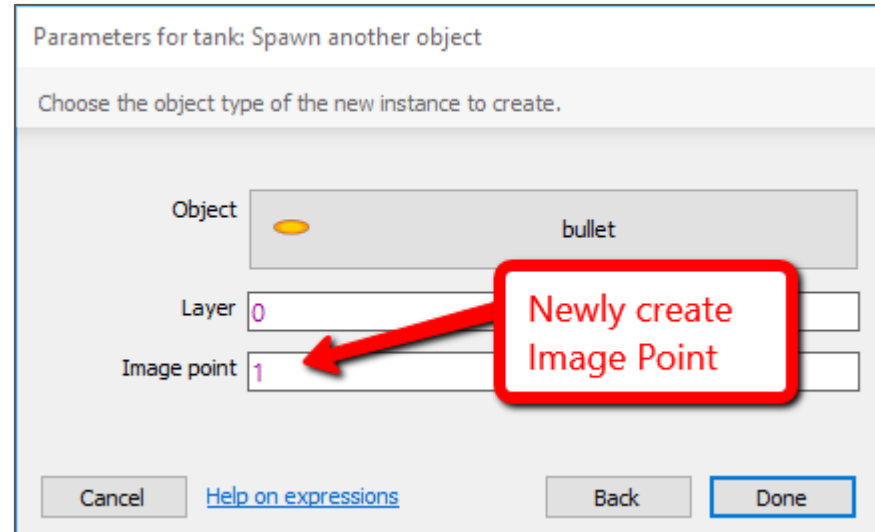 Parameters for tank: Spawn another object
Choose the object type of the new instance to create.
Object
bullet
Layer 0
Newly create
Image Point
Image point 1
Cancel Help on expressions Back Done